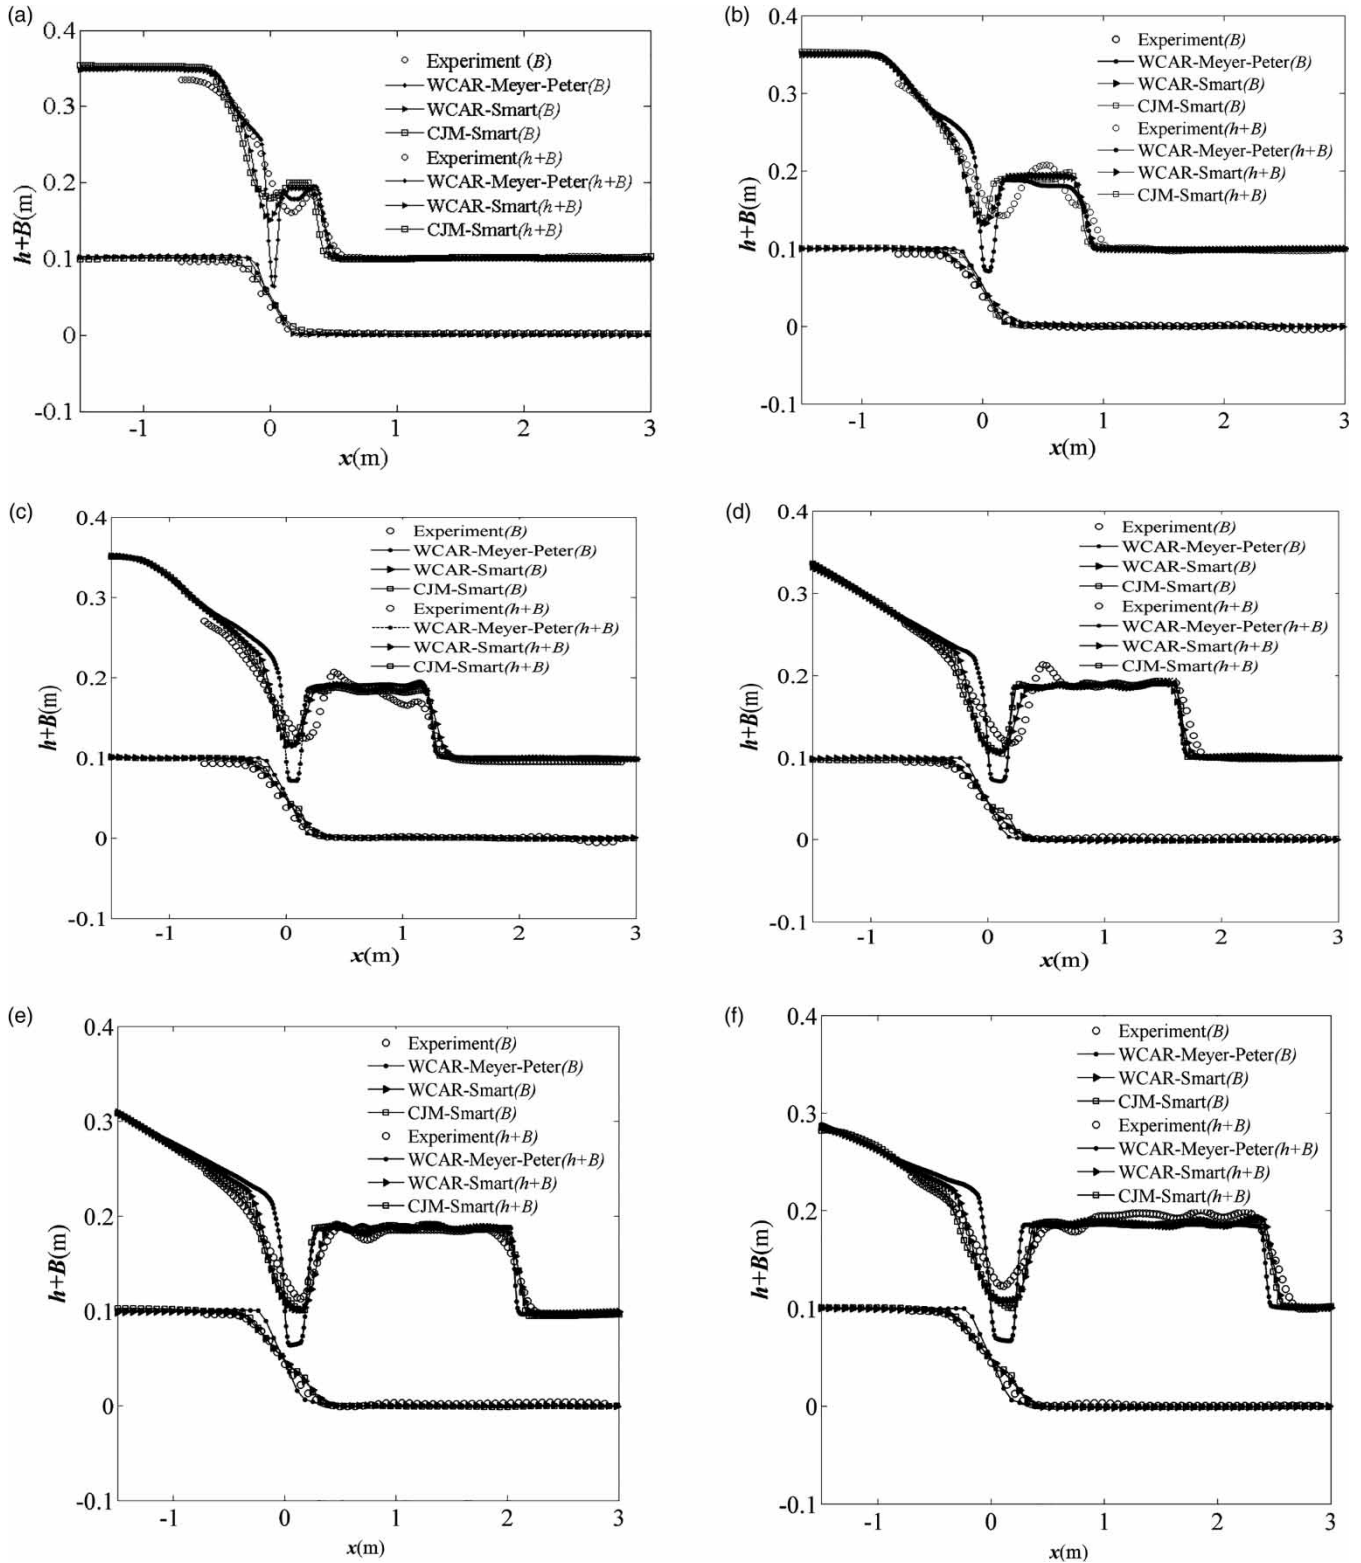 (a)
0.4
0.3
0.2
0.1
0
-0.1
h+B(m)
Experiment (B)
WCAR-Meyer-Peter(B)
WCAR-Smart(B)
CJM-Smart(B)
Experiment(h+B)
WCAR-Meyer-Peter(h+B)
WCAR-Smart(h+B)
CJM-Smart(h+B)
-1 0 1 2 3
x(m)
(b)
0.4
0.3
0.2
0.1
0
-0.1
h+B(m)
Experiment(B)
WCAR-Meyer-Peter(B)
WCAR-Smart(B)
CJM-Smart(B)
Experiment(h+B)
WCAR-Meyer-Peter(h+B)
WCAR-Smart(h+B)
CJM-Smart(h+B)
-1 0 1 2 3
x(m)
(c)
0.4
0.3
0.2
0.1
0
-0.1
h+B(m)
Experiment(B)
WCAR-Meyer-Peter(B)
WCAR-Smart(B)
CJM-Smart(B)
Experiment(h+B)
WCAR-Meyer-Peter(h+B)
WCAR-Smart(h+B)
CJM-Smart(h+B)
-1 0 1 2 3
x(m)
(d)
0.4
0.3
0.2
0.1
0
-0.1
h+B(m)
Experiment(B)
WCAR-Meyer-Peter(B)
WCAR-Smart(B)
CJM-Smart(B)
Experiment(h+B)
WCAR-Meyer-Peter(h+B)
WCAR-Smart(h+B)
CJM-Smart(h+B)
-1 0 1 2 3
x(m)
(e)
0.4
0.3
0.2
0.1
0
-0.1
h+B(m)
Experiment(B)
WCAR-Meyer-Peter(B)
WCAR-Smart(B)
CJM-Smart(B)
Experiment(h+B)
WCAR-Meyer-Peter(h+B)
WCAR-Smart(h+B)
CJM-Smart(h+B)
-1 0 1 2 3
x(m)
(f)
0.4
0.3
0.2
0.1
0
-0.1
h+B(m)
Experiment(B)
WCAR-Meyer-Peter(B)
WCAR-Smart(B)
CJM-Smart(B)
Experiment(h+B)
WCAR-Meyer-Peter(h+B)
WCAR-Smart(h+B)
CJM-Smart(h+B)
-1 0 1 2 3
x(m)